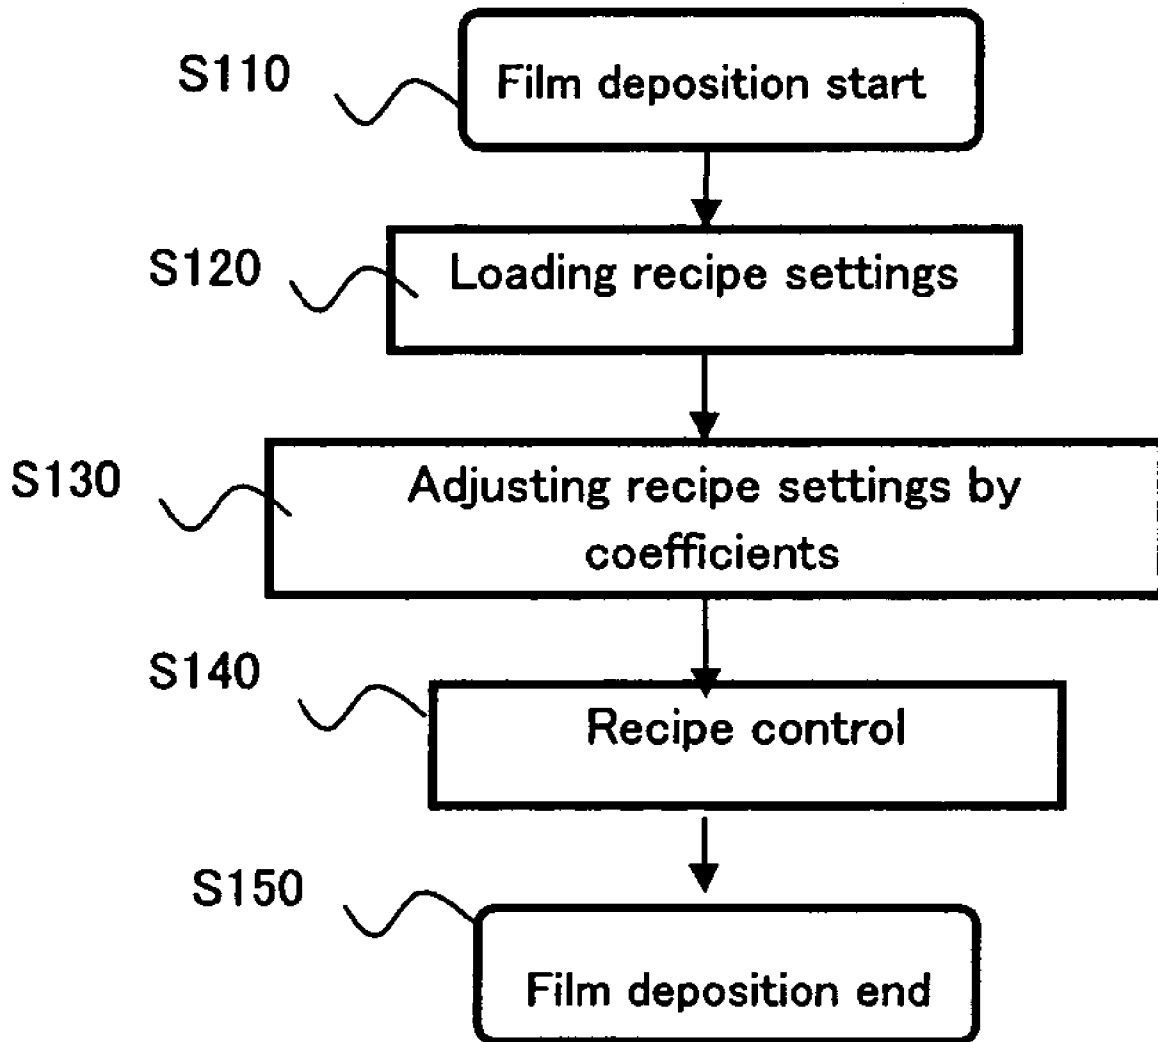 S110
Film deposition start
S120
Loading recipe settings
S130
Adjusting recipe settings by
coefficients
S140
Recipe control
S150
Film deposition end